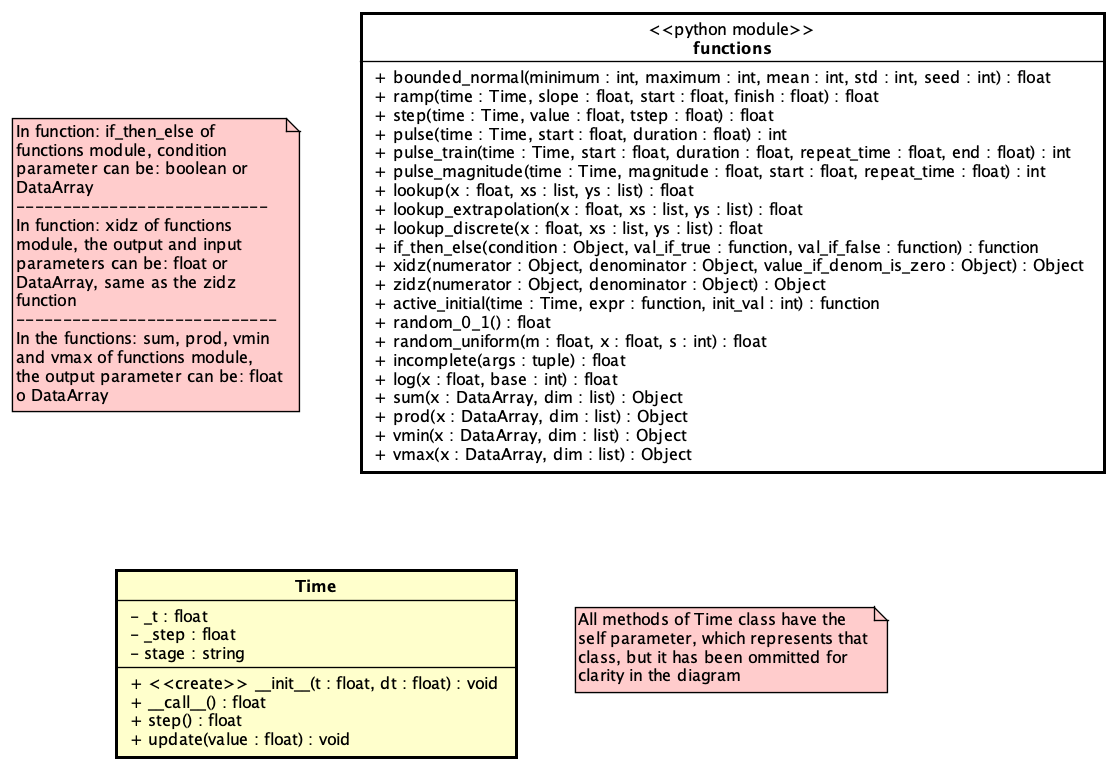 <<python module>>
functions
+ bounded_normal(minimum : int, maximum : int, mean : int, std : int, seed : int) : float
+ ramp(time : Time, slope : float, start : float, finish : float) : float
+ step(time : Time, value : float, tstep : float) : float
+ pulse(time : Time, start : float, duration : float) : int
+ pulse_train(time : Time, start : float, duration : float, repeat_time : float, end : float) : int
+ pulse_magnitude(time : Time, magnitude : float, start : float, repeat_time : float) : int
+ lookup(x : float, xs : list, ys : list) : float
+ lookup_extrapolation(x : float, xs : list, ys : list) : float
+ lookup_discrete(x : float, xs : list, ys : list) : float
+ if_then_else(condition : Object, val_if_true : function, val_if_false : function) : function
+ xidz(numerator : Object, denominator : Object, value_if_denom_is_zero : Object) : Object
+ zidz(numerator : Object, denominator : Object) : Object
+ active_initial(time : Time, expr : function, init_val : int) : function
+ random_0_1() : float
+ random_uniform(m : float, x : float, s : int) : float
+ incomplete(args : tuple) : float
+ log(x : float, base : int) : float
+ sum(x : DataArray, dim : list) : Object
+ prod(x : DataArray, dim : list) : Object
+ vmin(x : DataArray, dim : list) : Object
+ vmax(x : DataArray, dim : list) : Object
In function: if_then_else of
functions module, condition
parameter can be: boolean or
DataArray
---------------------------
In function: xidz of functions
module, the output and input
parameters can be: float or
DataArray, same as the zidz
function
----------------------------
In the functions: sum, prod, vmin
and vmax of functions module,
the output parameter can be: float
o DataArray
Time
- _t : float
- _step : float
- stage : string
+ <<create>> __init__(t : float, dt : float) : void
+ __call__() : float
+ step() : float
+ update(value : float) : void
All methods of Time class have the
self parameter, which represents that
class, but it has been ommitted for
clarity in the diagram